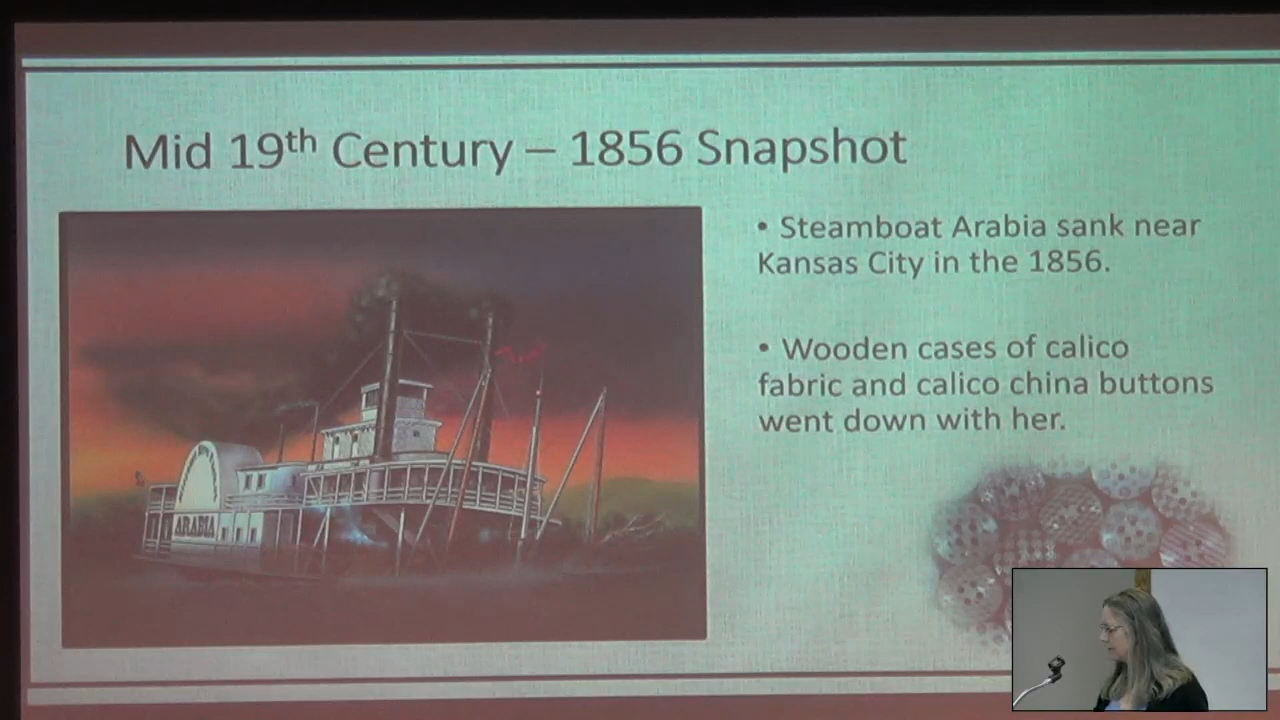 Mid 19th Century – 1856 Snapshot
• Steamboat Arabia sank near
Kansas City in the 1856.
• Wooden cases of calico
fabric and calico china buttons
went down with her.
ARABIA